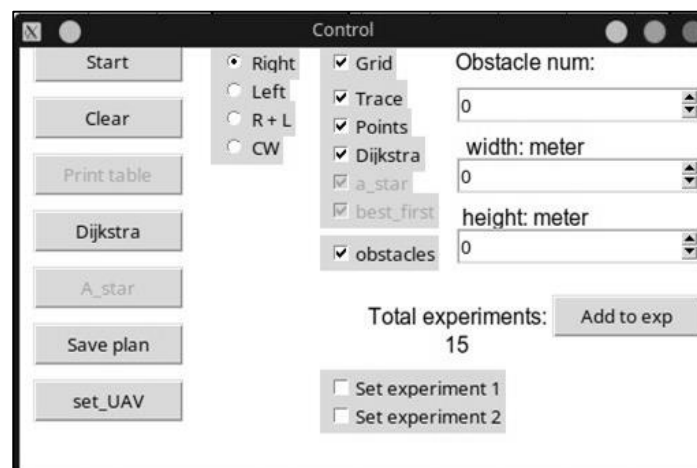 Control
Start
Clear
Print table
Dijkstra
A_star
Save plan
set_UAV
Right
Left
R + L
CW
Grid
Trace
Points
Dijkstra
a_star
best_first
obstacles
Obstacle num:
0
width: meter
0
height: meter
0
Total experiments:
15
Add to exp
Set experiment 1
Set experiment 2